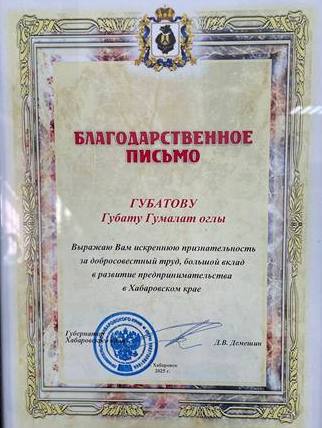 БЛАГОДАРСТВЕННОЕ
ПИСЬМО
ГУБАТОВУ
Губату Гумалат оглы
Выражаю Вам искреннюю признательность
за добросовестный труд, большой вклад
в развитие предпринимательства
в Хабаровском крае
Губернатор
Хабаровского края
Д.В. Демешин
Хабаровск
2025 г.